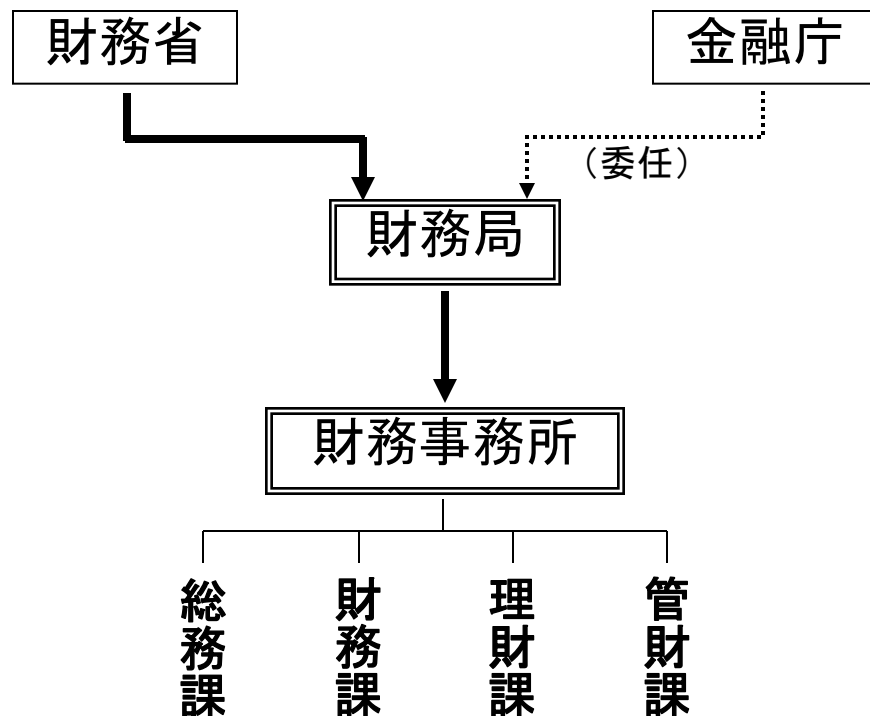 財務省
金融庁
（委任）
財務局
財務事務所
総務課
財務課
理財課
管財課